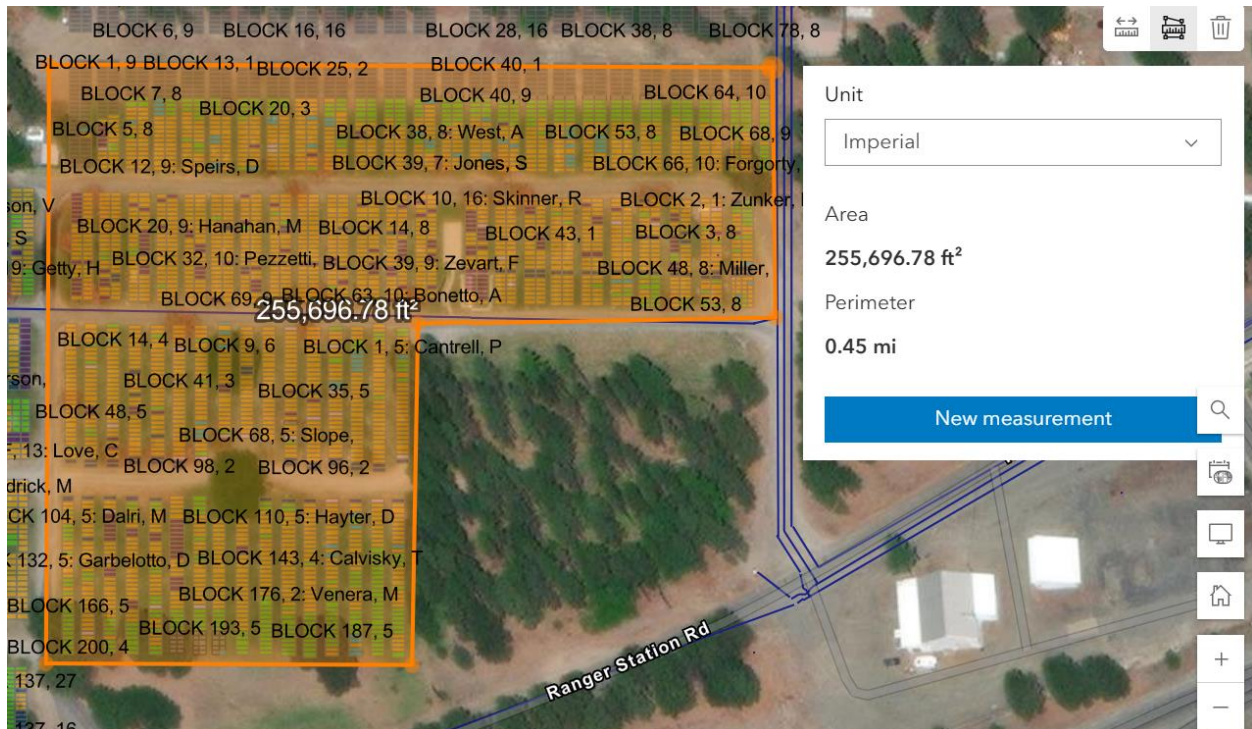 BLOCK 6, 9 BLOCK 16, 16 BLOCK 28, 16 BLOCK 38, 8 BLOCK 78, 8
BLOCK 1, 9 BLOCK 13, 1 BLOCK 25, 2 BLOCK 40, 1
BLOCK 7, 8 BLOCK 20, 3 BLOCK 40, 9 BLOCK 64, 10
BLOCK 5, 8 BLOCK 38, 8: West, A BLOCK 53, 8 BLOCK 68, 9
BLOCK 12, 9: Speirs, D BLOCK 39, 7: Jones, S BLOCK 66, 10: Forgorty,
son, V BLOCK 10, 16: Skinner, R BLOCK 2, 1: Zunker,
, S BLOCK 20, 9: Hanahan, M BLOCK 14, 8 BLOCK 43, 1 BLOCK 3, 8
9: Getty, H BLOCK 32, 10: Pezzetti, BLOCK 39, 9: Zevart, F BLOCK 48, 8: Miller,
BLOCK 69, 9 BLOCK 63, 10: Bonetto, A BLOCK 53, 8
255,696.78 ft²
BLOCK 14, 4 BLOCK 9, 6 BLOCK 1, 5: Cantrell, P
rson, BLOCK 41, 3 BLOCK 35, 5
BLOCK 48, 5
BLOCK 68, 5: Slope,
, 13: Love, C BLOCK 98, 2 BLOCK 96, 2
drick, M
CK 104, 5: Dalri, M BLOCK 110, 5: Hayter, D
132, 5: Garbelotto, D BLOCK 143, 4: Calvisky, T
BLOCK 166, 5 BLOCK 176, 2: Venera, M
BLOCK 200, 4 BLOCK 193, 5 BLOCK 187, 5
137, 27
137, 16
Ranger Station Rd
Unit
Imperial
Area
255,696.78 ft²
Perimeter
0.45 mi
New measurement